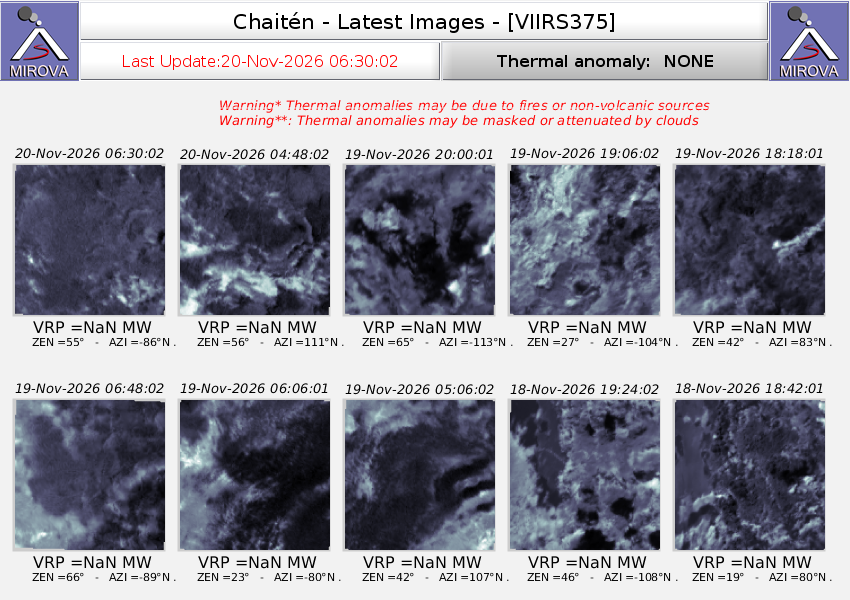 Chaitén - Latest Images - [VIIRS375]
MIROVA
Last Update:20-Nov-2026 06:30:02
Thermal anomaly:  NONE
MIROVA
Warning* Thermal anomalies may be due to fires or non-volcanic sources
Warning**: Thermal anomalies may be masked or attenuated by clouds
20-Nov-2026 06:30:02 20-Nov-2026 04:48:02 19-Nov-2026 20:00:01 19-Nov-2026 19:06:02 19-Nov-2026 18:18:01
VRP =NaN MW VRP =NaN MW VRP =NaN MW VRP =NaN MW VRP =NaN MW
ZEN =55° - AZI =-86°N . ZEN =56° - AZI =111°N . ZEN =65° - AZI =-113°N . ZEN =27° - AZI =-104°N . ZEN =42° - AZI =83°N .
19-Nov-2026 06:48:02 19-Nov-2026 06:06:01 19-Nov-2026 05:06:02 18-Nov-2026 19:24:02 18-Nov-2026 18:42:01
VRP =NaN MW VRP =NaN MW VRP =NaN MW VRP =NaN MW VRP =NaN MW
ZEN =66° - AZI =-89°N . ZEN =23° - AZI =-80°N . ZEN =42° - AZI =107°N . ZEN =46° - AZI =-108°N . ZEN =19° - AZI =80°N .